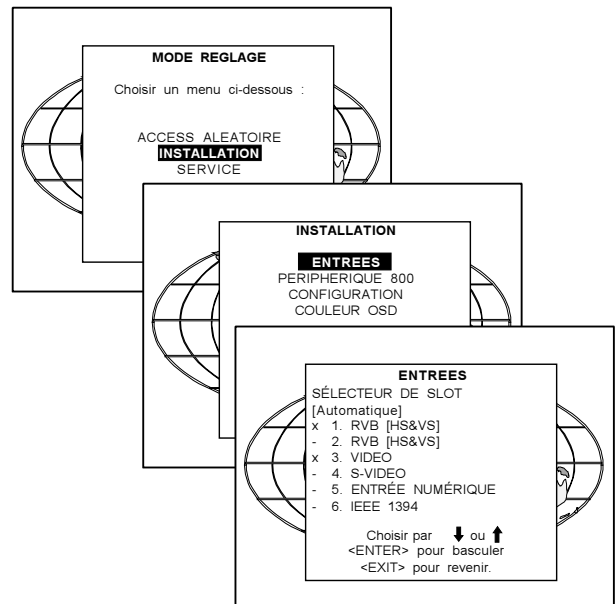 MODE REGLAGE
Choisir un menu ci-dessous :
ACCESS ALEATOIRE
INSTALLATION
SERVICE
INSTALLATION
ENTREES
PERIPHERIQUE 800
CONFIGURATION
COULEUR OSD
ENTREES
SÉLECTEUR DE SLOT
[Automatique]
x 1. RVB [HS&VS]
- 2. RVB [HS&VS]
x 3. VIDEO
- 4. S-VIDEO
- 5. ENTRÉE NUMÉRIQUE
- 6. IEEE 1394
Choisir par ⬇ ou ⬆
<ENTER> pour basculer
<EXIT> pour revenir.